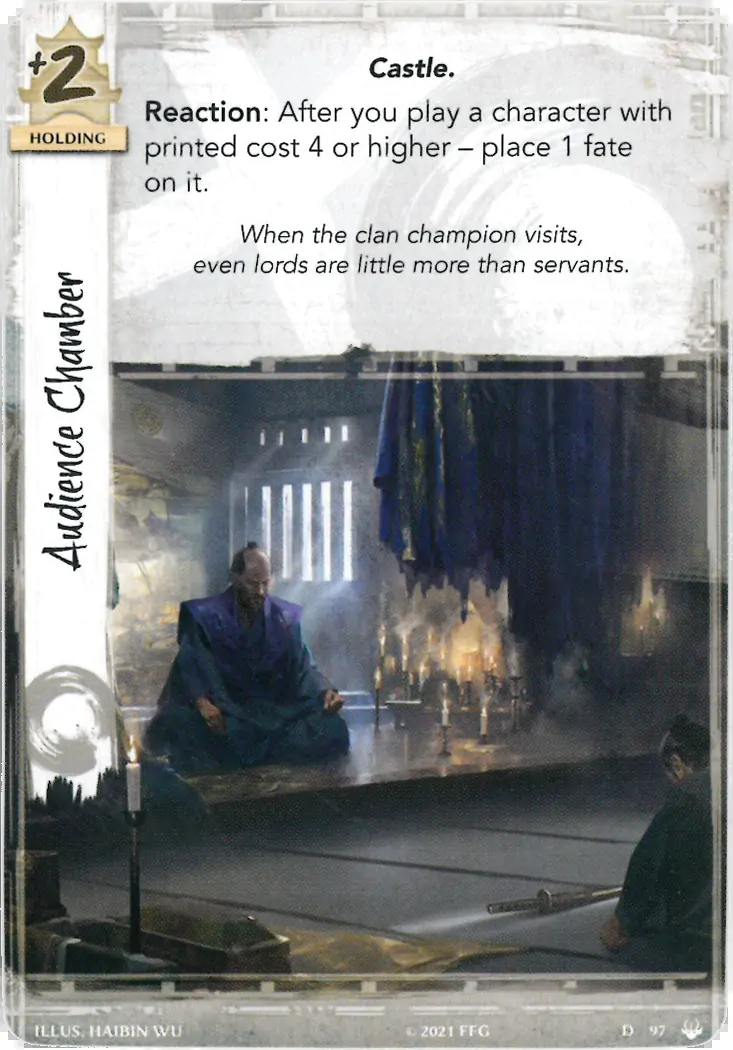 +2
HOLDING
Castle.
Reaction: After you play a character with
printed cost 4 or higher – place 1 fate
on it.
When the clan champion visits,
even lords are little more than servants.
Audience Chamber
ILLUS. HAIBIN WU
© 2021 FFG
D 97